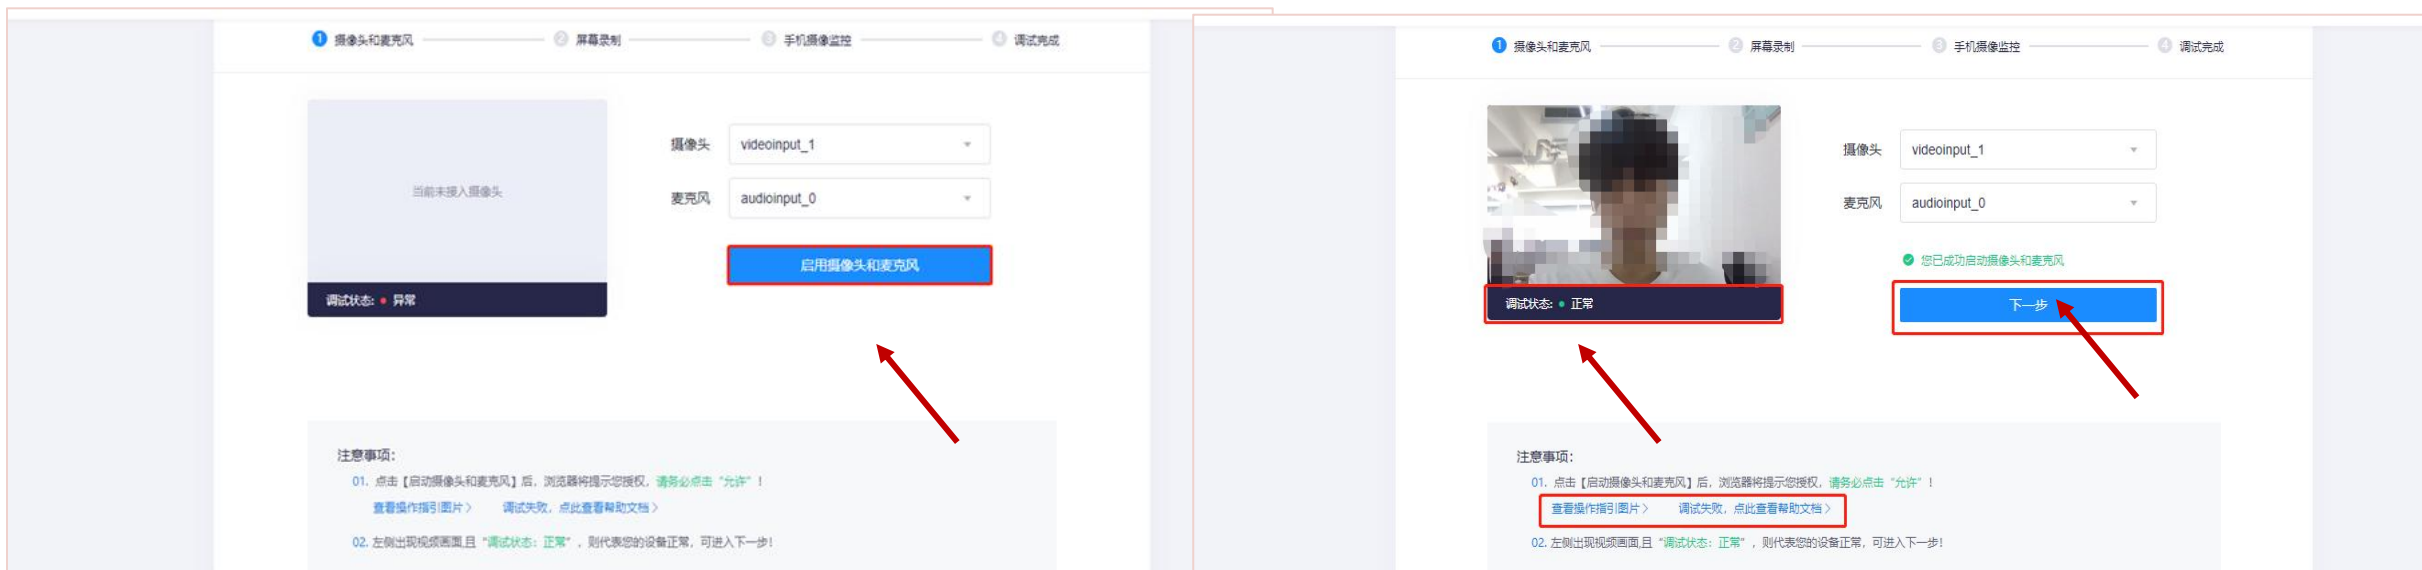 1 摄像头和麦克风 2 屏幕录制 3 手机摄像监控 4 调试完成
当前未接入摄像头
摄像头 videoinput_1
麦克风 audioinput_0
启用摄像头和麦克风
调试状态: 异常
注意事项：
01. 点击【启动摄像头和麦克风】后，浏览器将提示您授权，请务必点击“允许”！
查看操作指引图片> 调试失败，点此查看帮助文档>
02. 左侧出现视频画面,且“调试状态：正常”，则代表您的设备正常，可进入下一步!
1 摄像头和麦克风 2 屏幕录制 3 手机摄像监控 4 调试完成
摄像头 videoinput_1
麦克风 audioinput_0
您已成功启动摄像头和麦克风
调试状态: 正常
下一步
注意事项：
01. 点击【启动摄像头和麦克风】后，浏览器将提示您授权，请务必点击“允许”！
查看操作指引图片> 调试失败，点此查看帮助文档>
02. 左侧出现视频画面,且“调试状态：正常”，则代表您的设备正常，可进入下一步!